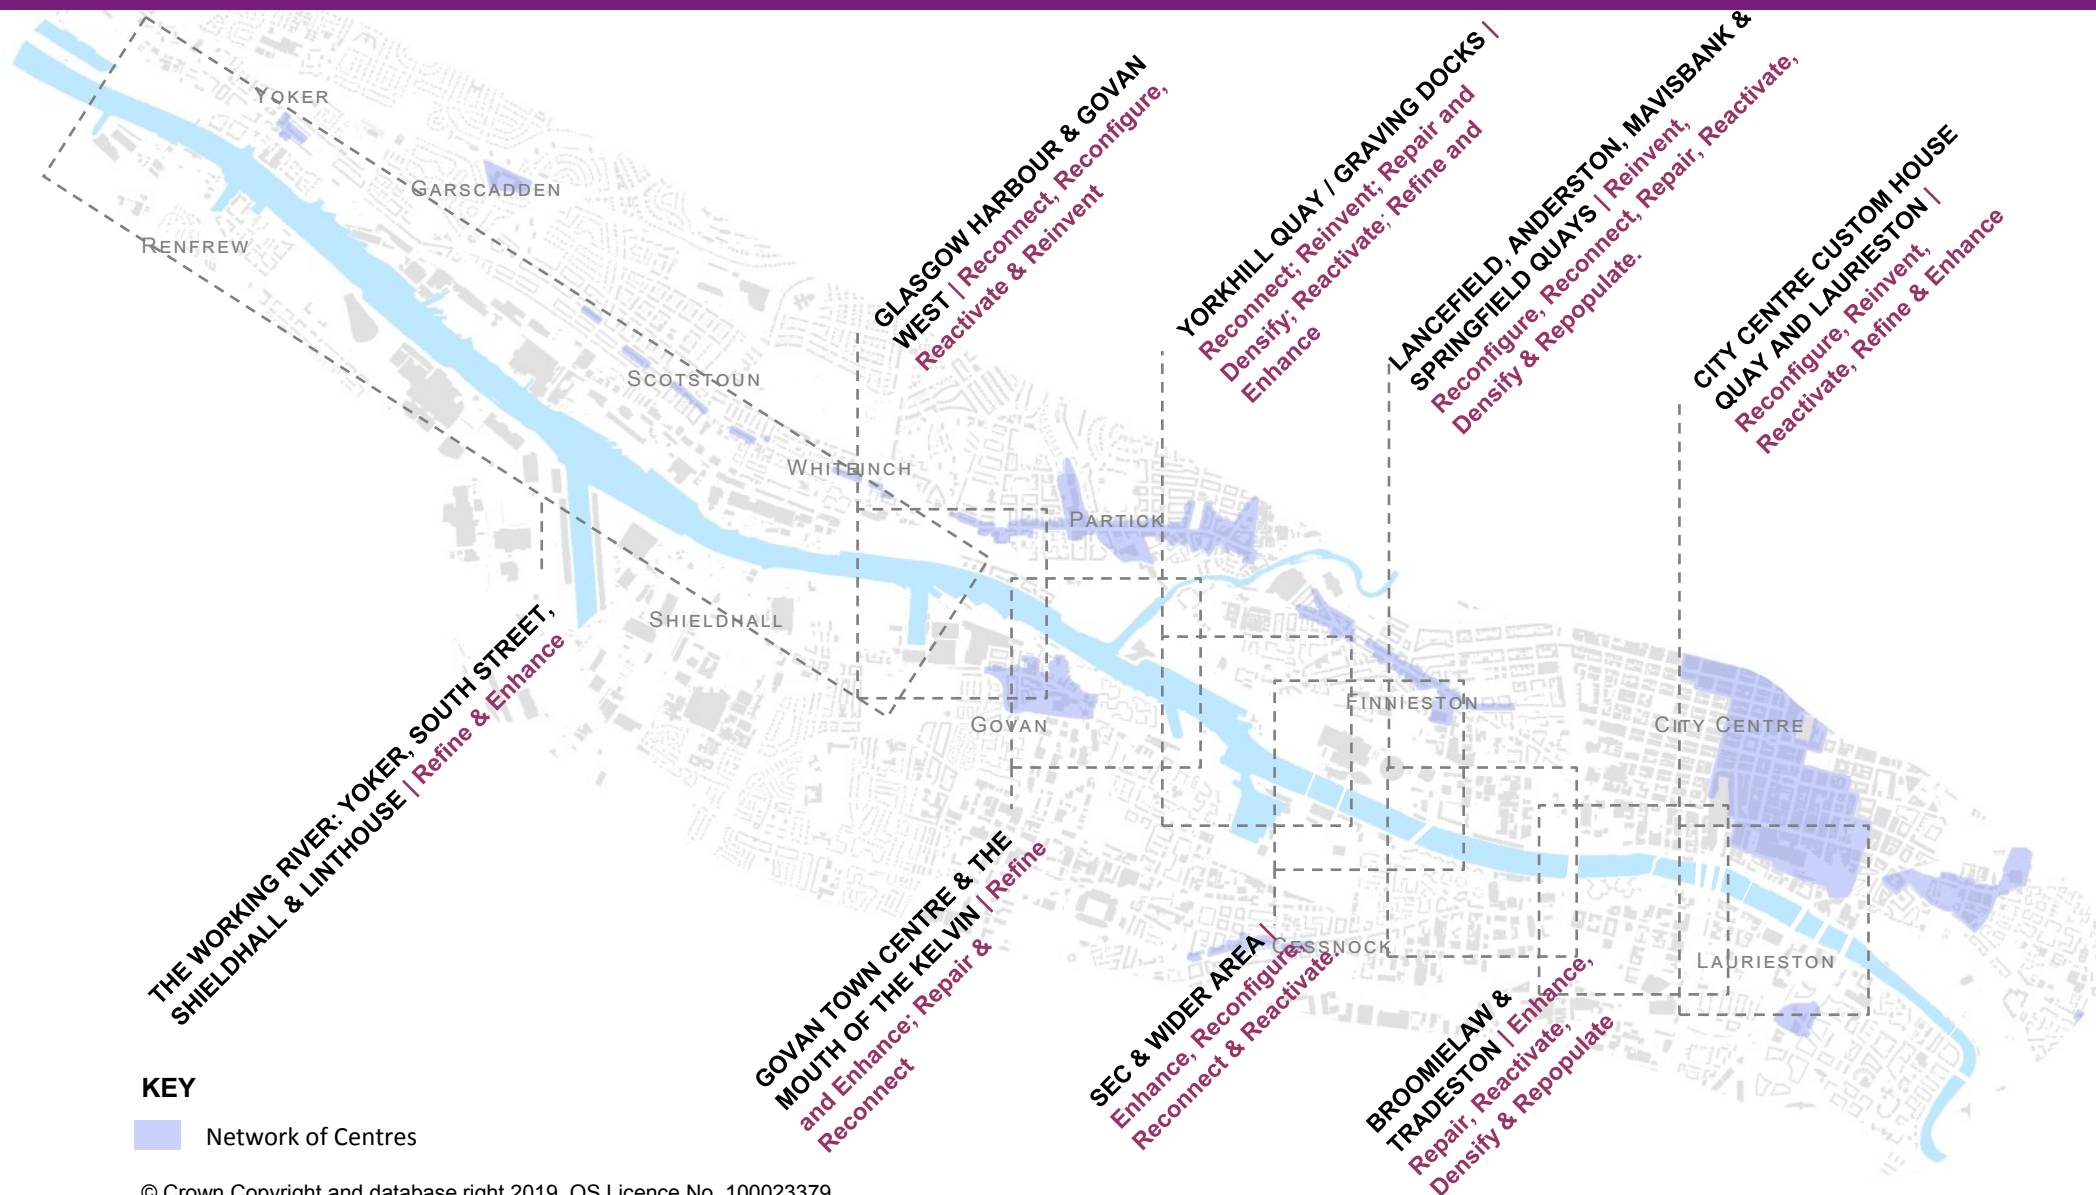 YOKER
GARSCADDEN
RENFREW
SCOTSTOUN
WHITEINCH
PARTICK
SHIELDHALL
GOVAN
FINNIESTON
CITY CENTRE
CESSNOCK
LAURIESTON
GLASGOW HARBOUR & GOVAN
WEST | Reconnect, Reconfigure,
Reactivate & Reinvent
YORKHILL QUAY / GRAVING DOCKS |
Reconnect; Reinvent; Repair and
Densify; Reactivate; Refine and
Enhance
LANCEFIELD, ANDERSTON, MAVISBANK &
SPRINGFIELD QUAYS | Reinvent,
Reconfigure, Reconnect, Repair, Reactivate,
Densify & Repopulate.
CITY CENTRE CUSTOM HOUSE
QUAY AND LAURIESTON |
Reconfigure, Reinvent,
Reactivate, Refine & Enhance
THE WORKING RIVER: YOKER, SOUTH STREET,
SHIELDHALL & LINTHOUSE | Refine & Enhance
GOVAN TOWN CENTRE & THE
MOUTH OF THE KELVIN | Refine
and Enhance; Repair &
Reconnect
SEC & WIDER AREA |
Enhance, Reconfigure,
Reconnect & Reactivate.
BROOMIELAW &
TRADESTON | Enhance,
Repair, Reactivate,
Densify & Repopulate
KEY
Network of Centres
© Crown Copyright and database right 2019. OS Licence No. 100023379